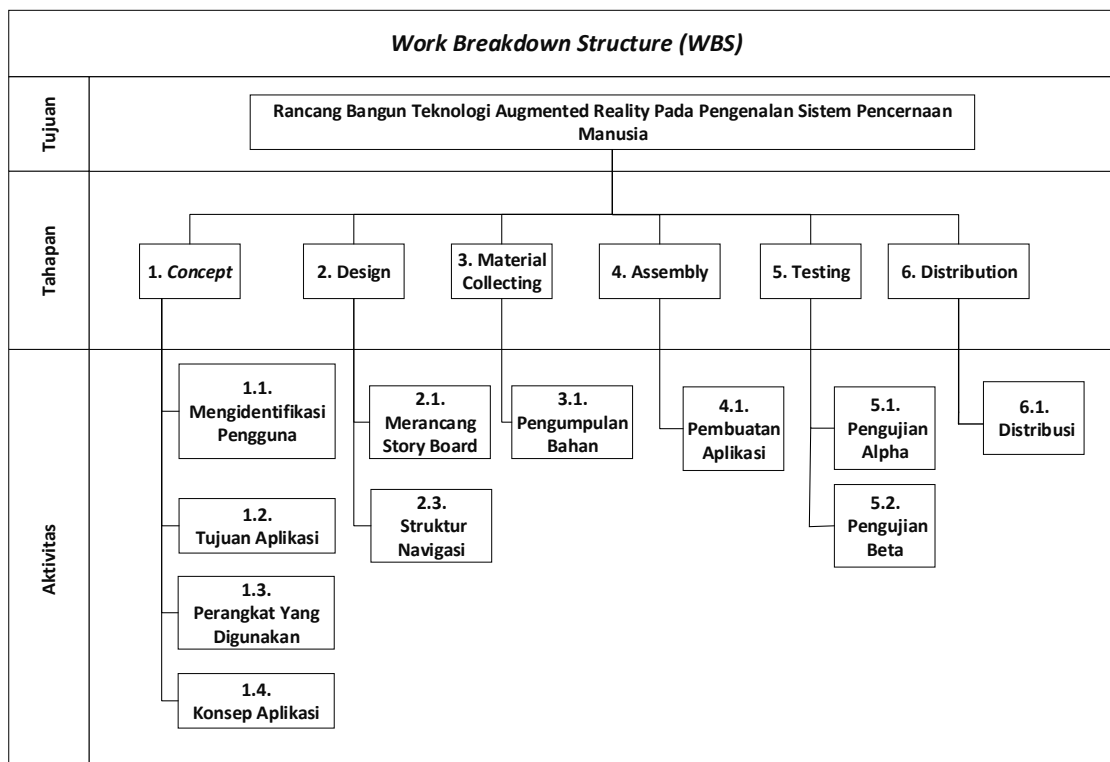 Work Breakdown Structure (WBS)
Tujuan
Rancang Bangun Teknologi Augmented Reality Pada Pengenalan Sistem Pencernaan
Manusia
Tahapan
1. Concept
2. Design
3. Material
Collecting
4. Assembly
5. Testing
6. Distribution
Aktivitas
1.1.
Mengidentifikasi
Pengguna
1.2.
Tujuan Aplikasi
1.3.
Perangkat Yang
Digunakan
1.4.
Konsep Aplikasi
2.1.
Merancang
Story Board
2.3.
Struktur
Navigasi
3.1.
Pengumpulan
Bahan
4.1.
Pembuatan
Aplikasi
5.1.
Pengujian
Alpha
5.2.
Pengujian
Beta
6.1.
Distribusi